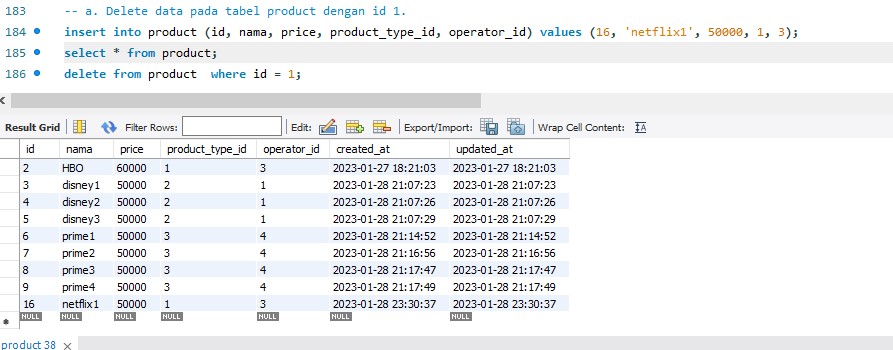 183 -- a. Delete data pada tabel product dengan id 1.
184 insert into product (id, nama, price, product_type_id, operator_id) values (16, 'netflix1', 50000, 1, 3);
185 select * from product;
186 delete from product  where id = 1;
Result Grid Filter Rows: Edit: Export/Import: Wrap Cell Content: IA
id nama price product_type_id operator_id created_at updated_at
2 HBO 60000 1 3 2023-01-27 18:21:03 2023-01-27 18:21:03
3 disney1 50000 2 1 2023-01-28 21:07:23 2023-01-28 21:07:23
4 disney2 50000 2 1 2023-01-28 21:07:26 2023-01-28 21:07:26
5 disney3 50000 2 1 2023-01-28 21:07:29 2023-01-28 21:07:29
6 prime1 50000 3 4 2023-01-28 21:14:52 2023-01-28 21:14:52
7 prime2 50000 3 4 2023-01-28 21:16:56 2023-01-28 21:16:56
8 prime3 50000 3 4 2023-01-28 21:17:47 2023-01-28 21:17:47
9 prime4 50000 3 4 2023-01-28 21:17:49 2023-01-28 21:17:49
16 netflix1 50000 1 3 2023-01-28 23:30:37 2023-01-28 23:30:37
NULL NULL NULL NULL NULL NULL NULL
product 38